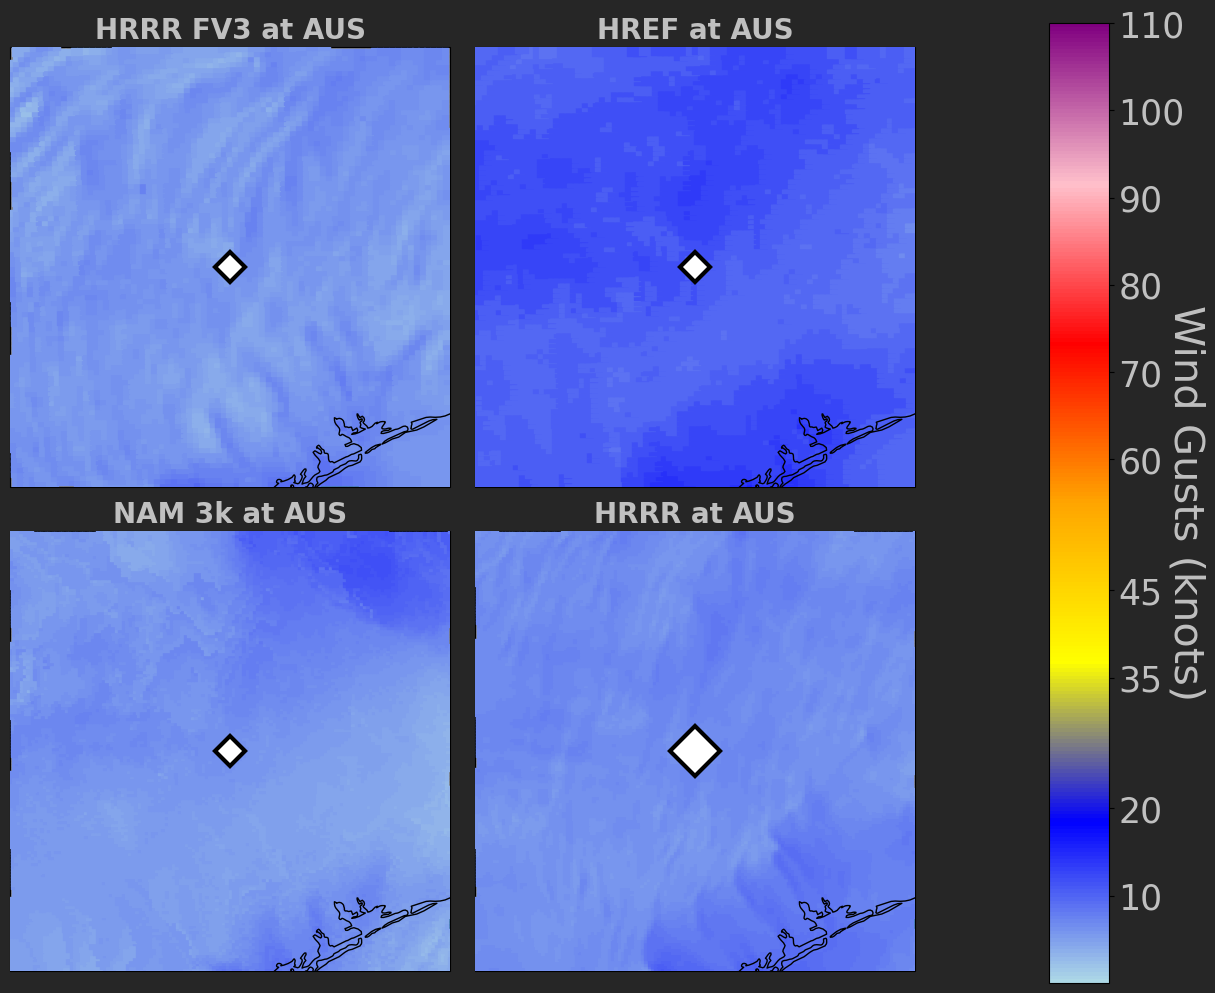 HRRR FV3 at AUS
HREF at AUS
NAM 3k at AUS
HRRR at AUS
110
100
90
80
70
60
45
35
20
10
Wind Gusts (knots)